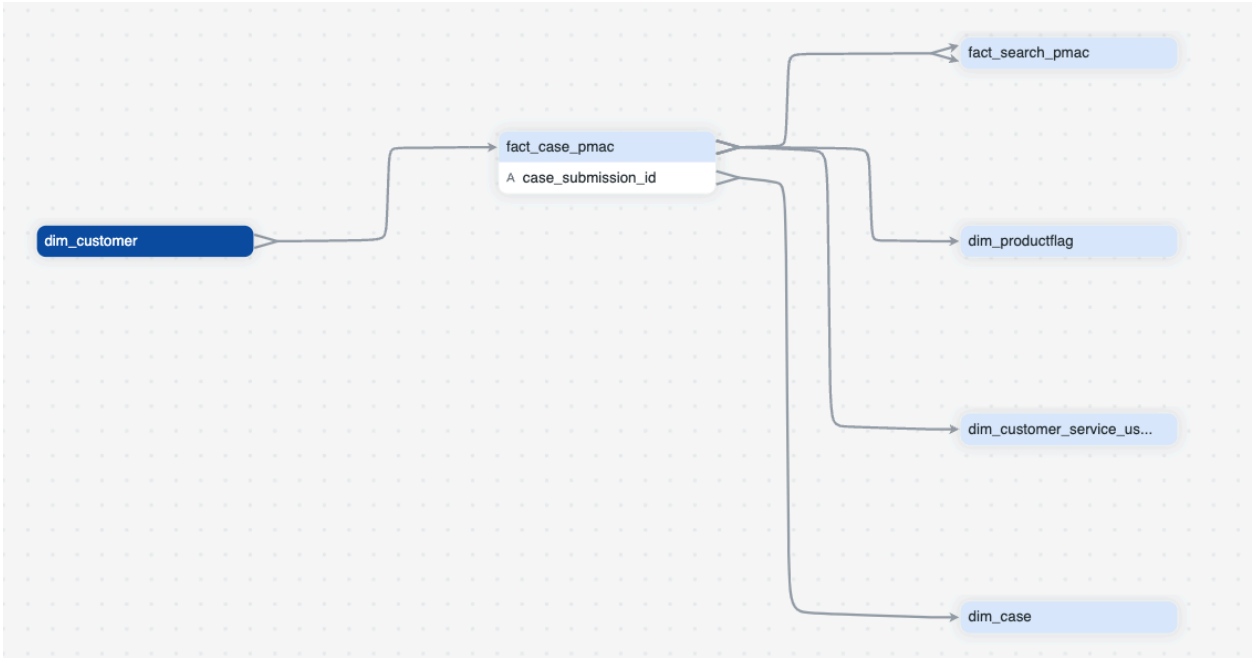 fact_search_pmac
fact_case_pmac
A case_submission_id
dim_customer
dim_productflag
dim_customer_service_us...
dim_case